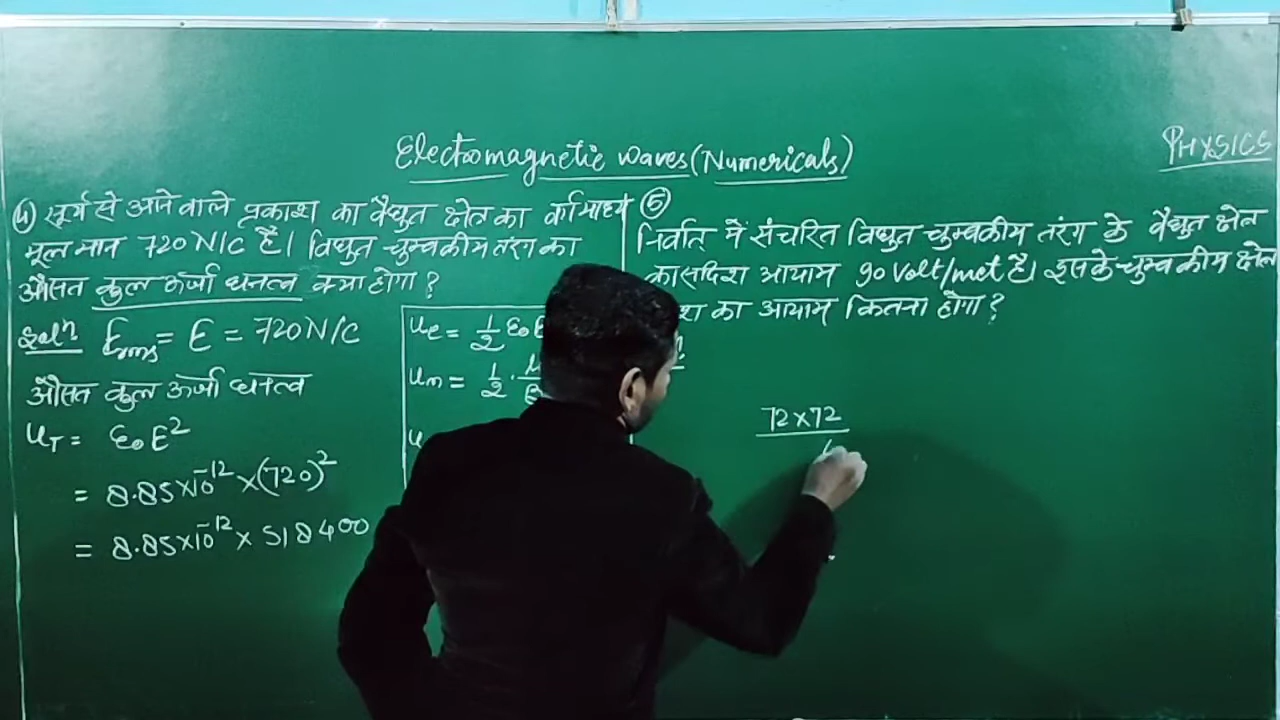 Electromagnetic waves (Numericals)
PHYSICS
④ सूर्य से आने वाले प्रकाश का वैद्युत क्षेत्र का वर्ग माध्य
मूल मान 720 N/C है। विद्युत चुम्बकीय तरंग का
औसत कुल ऊर्जा घनत्व क्या होगा ?
Solⁿ Erms = E = 720 N/C
औसत कुल ऊर्जा घनत्व
uT = ε₀E²
= 8.85×10⁻¹² × (720)²
= 8.85×10⁻¹² × 518400
ue = 1/2 ε₀E
um = 1/2 .
u
⑤
निर्वात में संचरित विद्युत चुम्बकीय तरंग के वैद्युत क्षेत्र
का सदिश आयाम 90 Volt/met है। इसके चुम्बकीय क्षेत्र
का आयाम कितना होगा ?
72×72